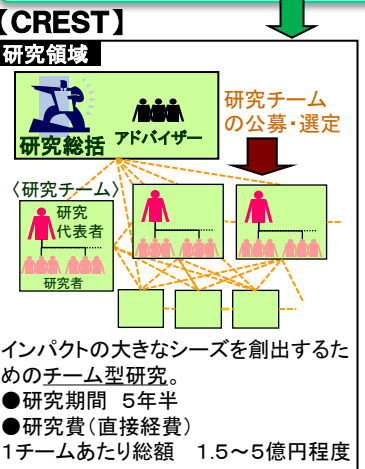 【CREST】
研究領域
研究総括
アドバイザー
研究チーム
の公募・選定
〈研究チーム〉
研究
代表者
研究者
インパクトの大きなシーズを創出するた
めのチーム型研究。
●研究期間 5年半
●研究費(直接経費)
1チームあたり総額 1.5~5億円程度